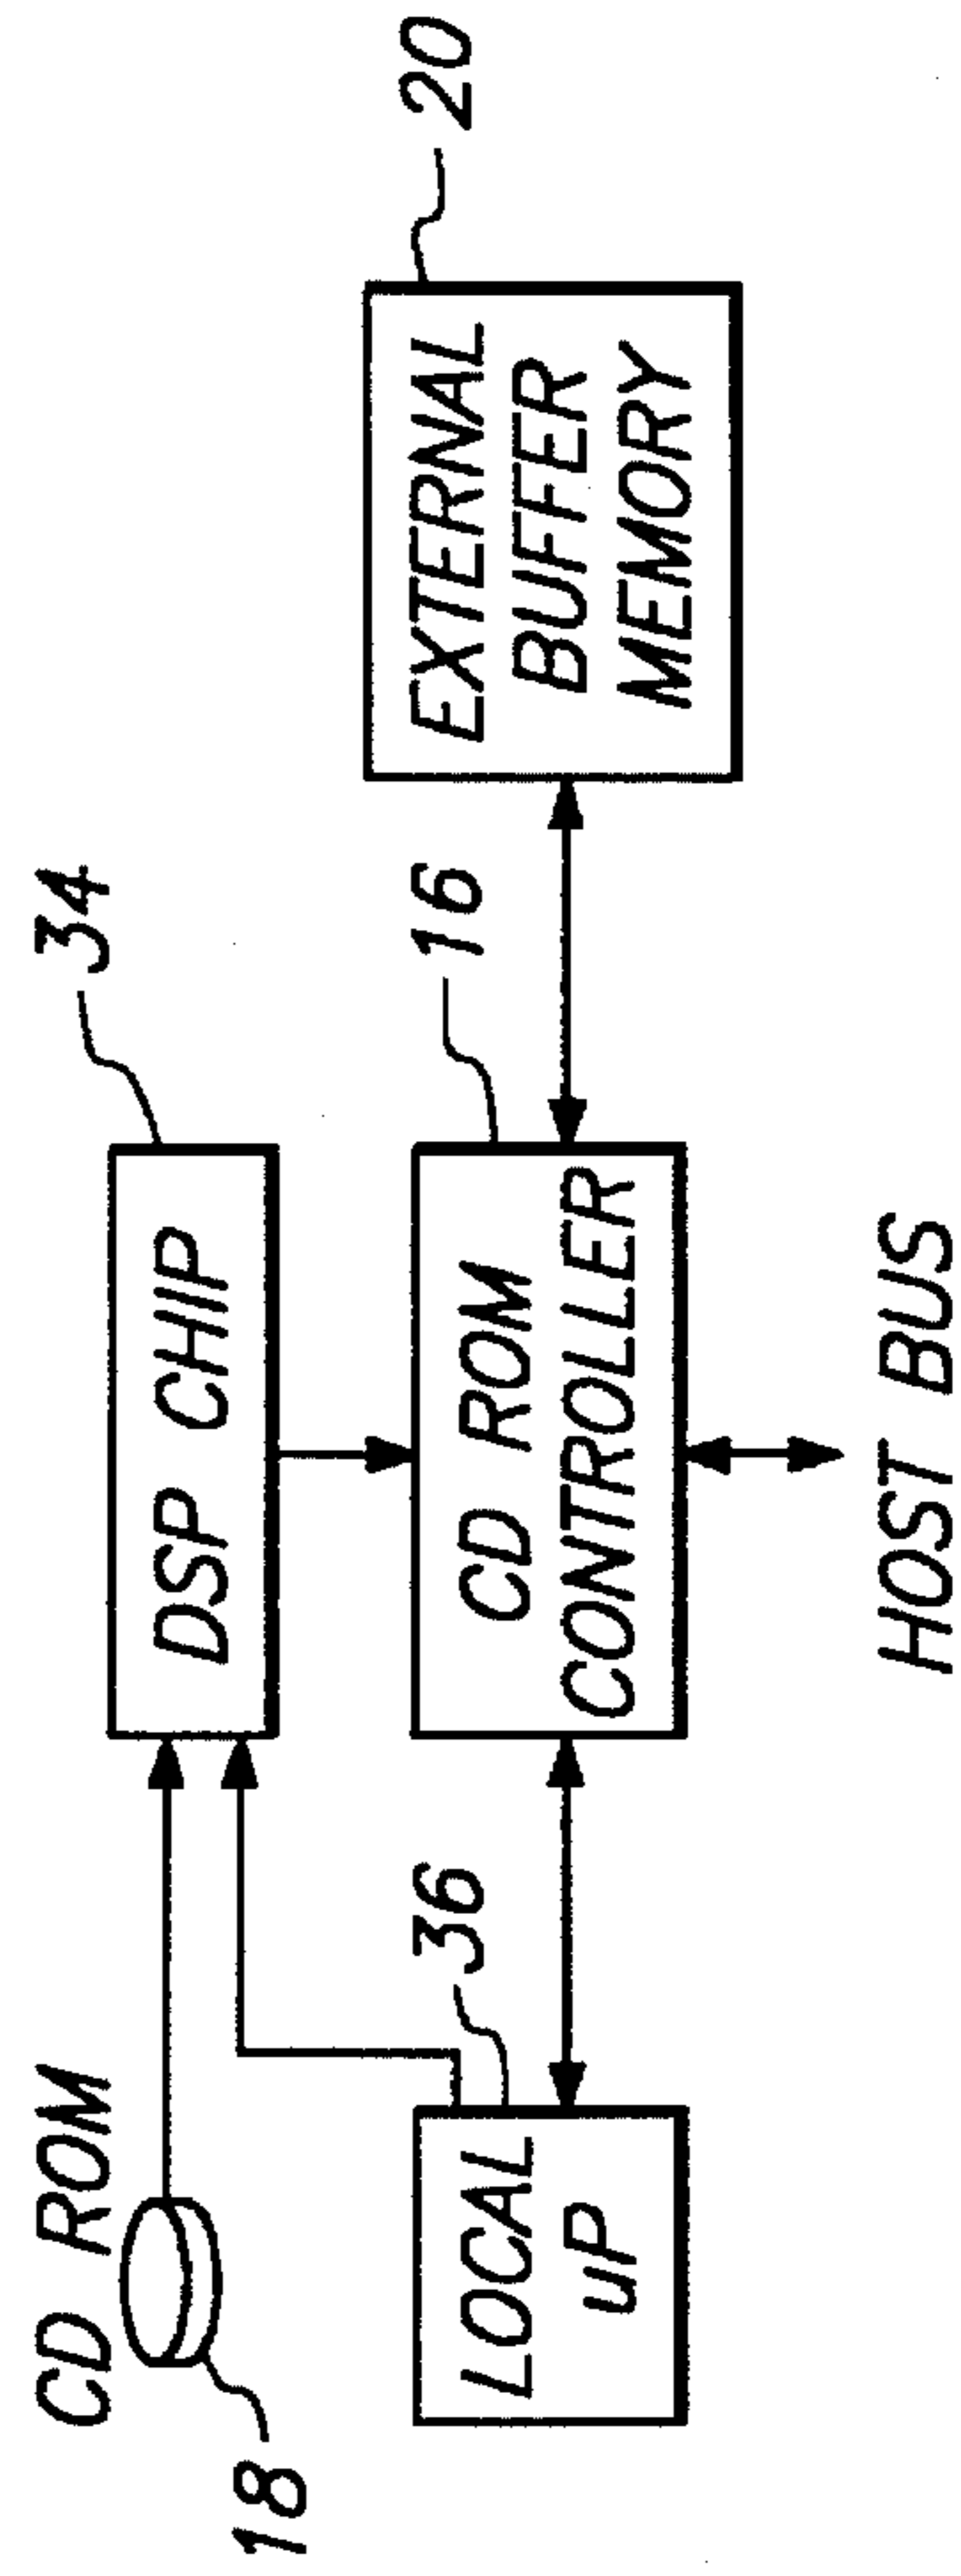 CD ROM
18
34
DSP CHIP
36
LOCAL
uP
16
CD ROM
CONTROLLER
20
EXTERNAL
BUFFER
MEMORY
HOST BUS